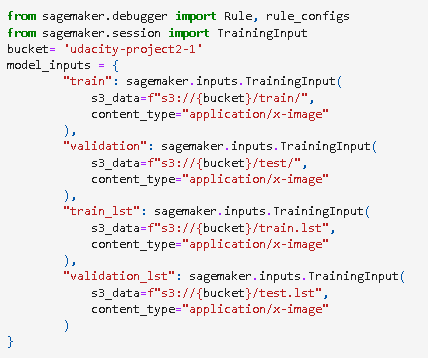 from sagemaker.debugger import Rule, rule_configs
from sagemaker.session import TrainingInput
bucket= 'udacity-project2-1'
model_inputs = {
        "train": sagemaker.inputs.TrainingInput(
            s3_data=f"s3://{bucket}/train/",
            content_type="application/x-image"
        ),
        "validation": sagemaker.inputs.TrainingInput(
            s3_data=f"s3://{bucket}/test/",
            content_type="application/x-image"
        ),
        "train_lst": sagemaker.inputs.TrainingInput(
            s3_data=f"s3://{bucket}/train.lst",
            content_type="application/x-image"
        ),
        "validation_lst": sagemaker.inputs.TrainingInput(
            s3_data=f"s3://{bucket}/test.lst",
            content_type="application/x-image"
        )
}